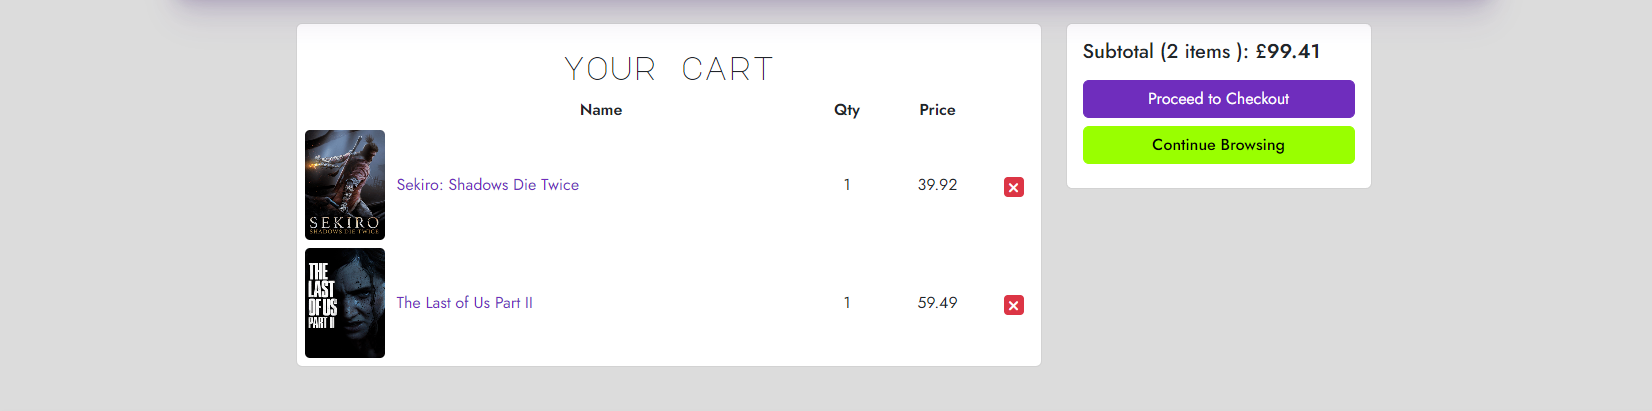 YOUR CART
Name Qty Price
SEKIRO
SHADOWS DIE TWICE
Sekiro: Shadows Die Twice 1 39.92
THE
LAST
OF US
PART II
The Last of Us Part II 1 59.49
Subtotal (2 items ): £99.41
Proceed to Checkout
Continue Browsing